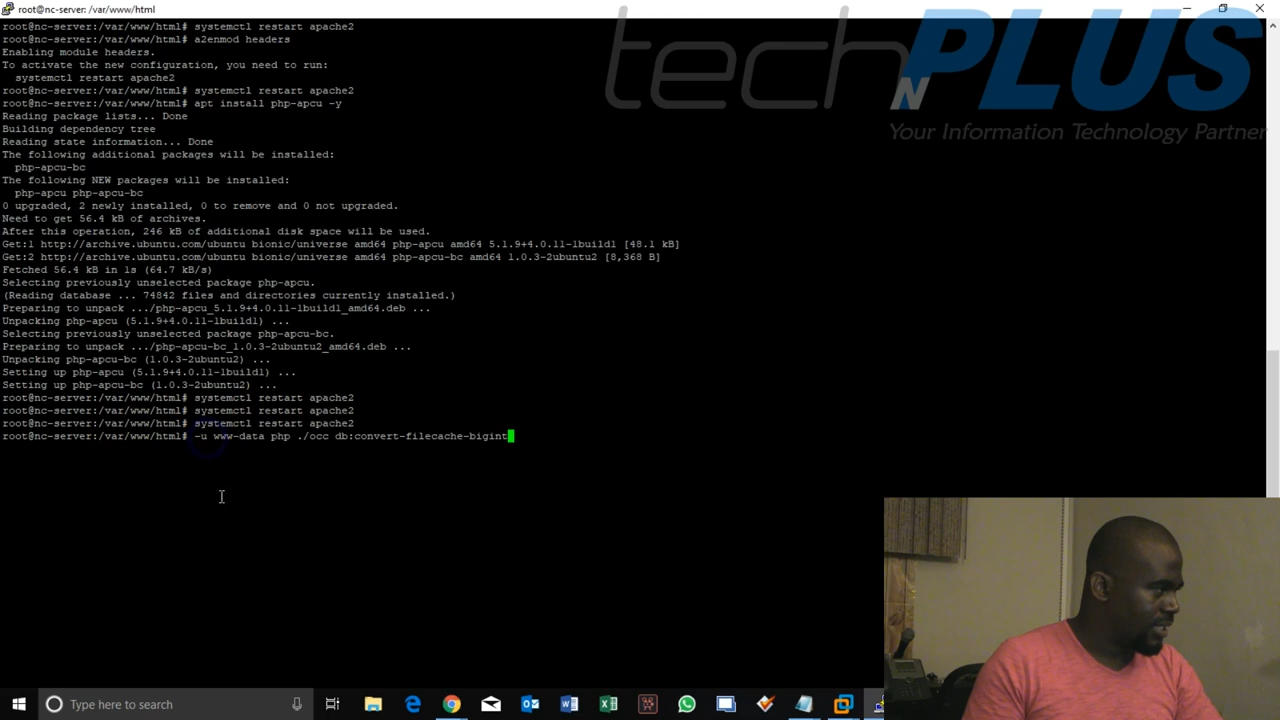 root@nc-server: /var/www/html
root@nc-server:/var/www/html# systemctl restart apache2
root@nc-server:/var/www/html# a2enmod headers
Enabling module headers.
To activate the new configuration, you need to run:
systemctl restart apache2
root@nc-server:/var/www/html# systemctl restart apache2
root@nc-server:/var/www/html# apt install php-apcu -y
Reading package lists... Done
Building dependency tree
Reading state information... Done
The following additional packages will be installed:
php-apcu-bc
The following NEW packages will be installed:
php-apcu php-apcu-bc
0 upgraded, 2 newly installed, 0 to remove and 0 not upgraded.
Need to get 56.4 kB of archives.
After this operation, 246 kB of additional disk space will be used.
Get:1 http://archive.ubuntu.com/ubuntu bionic/universe amd64 php-apcu amd64 5.1.9+4.0.11-1build1 [48.1 kB]
Get:2 http://archive.ubuntu.com/ubuntu bionic/universe amd64 php-apcu-bc amd64 1.0.3-2ubuntu2 [8,368 B]
Fetched 56.4 kB in 1s (64.7 kB/s)
Selecting previously unselected package php-apcu.
(Reading database ... 74842 files and directories currently installed.)
Preparing to unpack .../php-apcu_5.1.9+4.0.11-1build1_amd64.deb ...
Unpacking php-apcu (5.1.9+4.0.11-1build1) ...
Selecting previously unselected package php-apcu-bc.
Preparing to unpack .../php-apcu-bc_1.0.3-2ubuntu2_amd64.deb ...
Unpacking php-apcu-bc (1.0.3-2ubuntu2) ...
Setting up php-apcu (5.1.9+4.0.11-1build1) ...
Setting up php-apcu-bc (1.0.3-2ubuntu2) ...
root@nc-server:/var/www/html# systemctl restart apache2
root@nc-server:/var/www/html# systemctl restart apache2
root@nc-server:/var/www/html# systemctl restart apache2
root@nc-server:/var/www/html# -u www-data php ./occ db:convert-filecache-bigint
tech N PLUS
Your Information Technology Partner
Type here to search